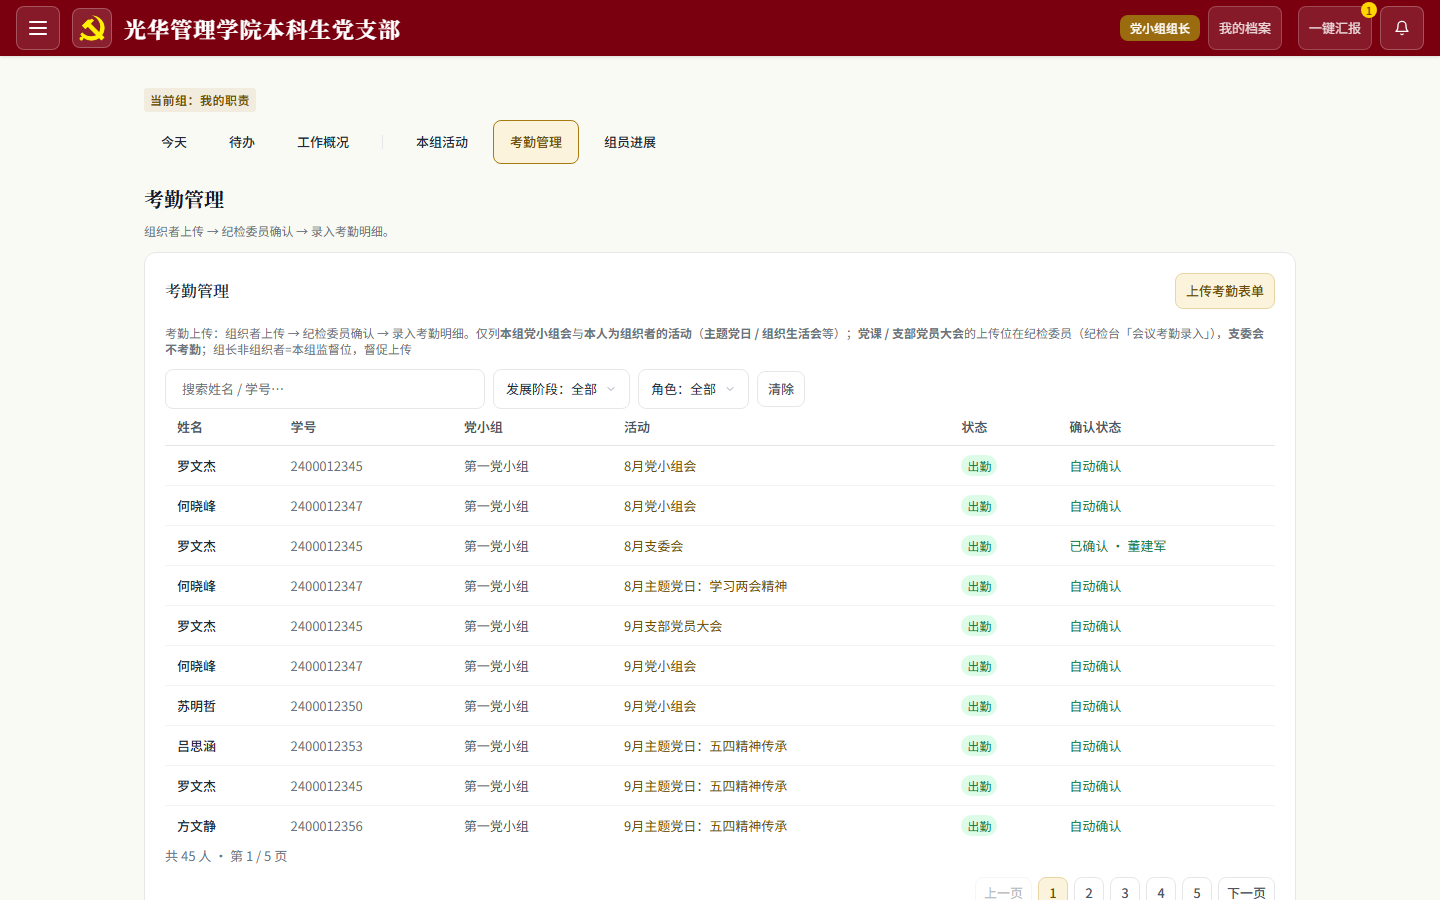 光华管理学院本科生党支部
党小组组长
我的档案
一键汇报
1
当前组：我的职责
今天
待办
工作概况
本组活动
考勤管理
组员进展
考勤管理
组织者上传 → 纪检委员确认 → 录入考勤明细。
考勤管理
上传考勤表单
考勤上传：组织者上传 → 纪检委员确认 → 录入考勤明细。仅列本组党小组会与本人为组织者的活动（主题党日 / 组织生活会等）；党课 / 支部党员大会的上传位在纪检委员（纪检台「会议考勤录入」），支委会
不考勤；组长非组织者=本组监督位，督促上传
搜索姓名 / 学号…
发展阶段：全部
角色：全部
清除
姓名 学号 党小组 活动 状态 确认状态
罗文杰 2400012345 第一党小组 8月党小组会 出勤 自动确认
何晓峰 2400012347 第一党小组 8月党小组会 出勤 自动确认
罗文杰 2400012345 第一党小组 8月支委会 出勤 已确认 · 董建军
何晓峰 2400012347 第一党小组 8月主题党日：学习两会精神 出勤 自动确认
罗文杰 2400012345 第一党小组 9月支部党员大会 出勤 自动确认
何晓峰 2400012347 第一党小组 9月党小组会 出勤 自动确认
苏明哲 2400012350 第一党小组 9月党小组会 出勤 自动确认
吕思涵 2400012353 第一党小组 9月主题党日：五四精神传承 出勤 自动确认
罗文杰 2400012345 第一党小组 9月主题党日：五四精神传承 出勤 自动确认
方文静 2400012356 第一党小组 9月主题党日：五四精神传承 出勤 自动确认
共 45 人 · 第 1 / 5 页
上一页 1 2 3 4 5 下一页